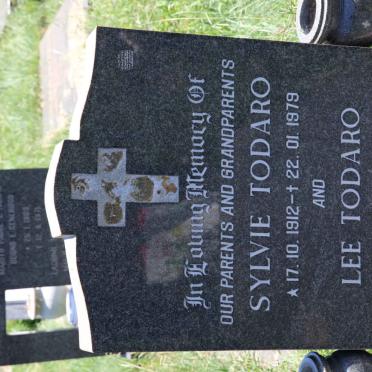 In Loving Memory Of
OUR PARENTS AND GRANDPARENTS
SYLVIE TODARO
★ 17. 10. 1912 - † 22. 01. 1979
AND
LEE TODARO